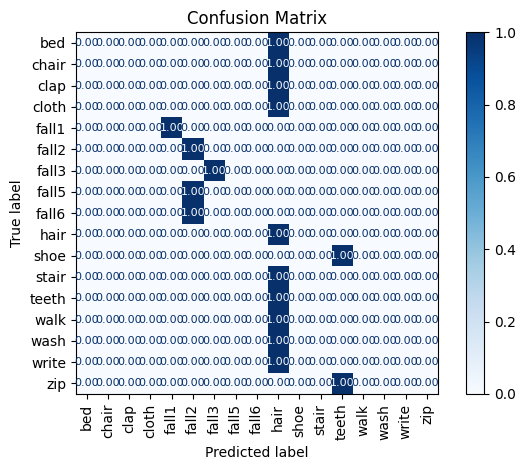 Confusion Matrix
bed 0.00 0.00 0.00 0.00 0.00 0.00 0.00 0.00 0.00 1.00 0.00 0.00 0.00 0.00 0.00 0.00 0.00
chair 0.00 0.00 0.00 0.00 0.00 0.00 0.00 0.00 0.00 1.00 0.00 0.00 0.00 0.00 0.00 0.00 0.00
clap 0.00 0.00 0.00 0.00 0.00 0.00 0.00 0.00 0.00 1.00 0.00 0.00 0.00 0.00 0.00 0.00 0.00
cloth 0.00 0.00 0.00 0.00 0.00 0.00 0.00 0.00 0.00 1.00 0.00 0.00 0.00 0.00 0.00 0.00 0.00
fall1 0.00 0.00 0.00 0.00 1.00 0.00 0.00 0.00 0.00 0.00 0.00 0.00 0.00 0.00 0.00 0.00 0.00
fall2 0.00 0.00 0.00 0.00 0.00 1.00 0.00 0.00 0.00 0.00 0.00 0.00 0.00 0.00 0.00 0.00 0.00
fall3 0.00 0.00 0.00 0.00 0.00 0.00 1.00 0.00 0.00 0.00 0.00 0.00 0.00 0.00 0.00 0.00 0.00
fall5 0.00 0.00 0.00 0.00 0.00 1.00 0.00 0.00 0.00 0.00 0.00 0.00 0.00 0.00 0.00 0.00 0.00
fall6 0.00 0.00 0.00 0.00 0.00 1.00 0.00 0.00 0.00 0.00 0.00 0.00 0.00 0.00 0.00 0.00 0.00
hair 0.00 0.00 0.00 0.00 0.00 0.00 0.00 0.00 0.00 1.00 0.00 0.00 0.00 0.00 0.00 0.00 0.00
shoe 0.00 0.00 0.00 0.00 0.00 0.00 0.00 0.00 0.00 0.00 0.00 0.00 1.00 0.00 0.00 0.00 0.00
stair 0.00 0.00 0.00 0.00 0.00 0.00 0.00 0.00 0.00 1.00 0.00 0.00 0.00 0.00 0.00 0.00 0.00
teeth 0.00 0.00 0.00 0.00 0.00 0.00 0.00 0.00 0.00 1.00 0.00 0.00 0.00 0.00 0.00 0.00 0.00
walk 0.00 0.00 0.00 0.00 0.00 0.00 0.00 0.00 0.00 1.00 0.00 0.00 0.00 0.00 0.00 0.00 0.00
wash 0.00 0.00 0.00 0.00 0.00 0.00 0.00 0.00 0.00 1.00 0.00 0.00 0.00 0.00 0.00 0.00 0.00
write 0.00 0.00 0.00 0.00 0.00 0.00 0.00 0.00 0.00 1.00 0.00 0.00 0.00 0.00 0.00 0.00 0.00
zip 0.00 0.00 0.00 0.00 0.00 0.00 0.00 0.00 0.00 0.00 0.00 0.00 1.00 0.00 0.00 0.00 0.00
True label
bed chair clap cloth fall1 fall2 fall3 fall5 fall6 hair shoe stair teeth walk wash write zip
Predicted label
1.0
0.8
0.6
0.4
0.2
0.0